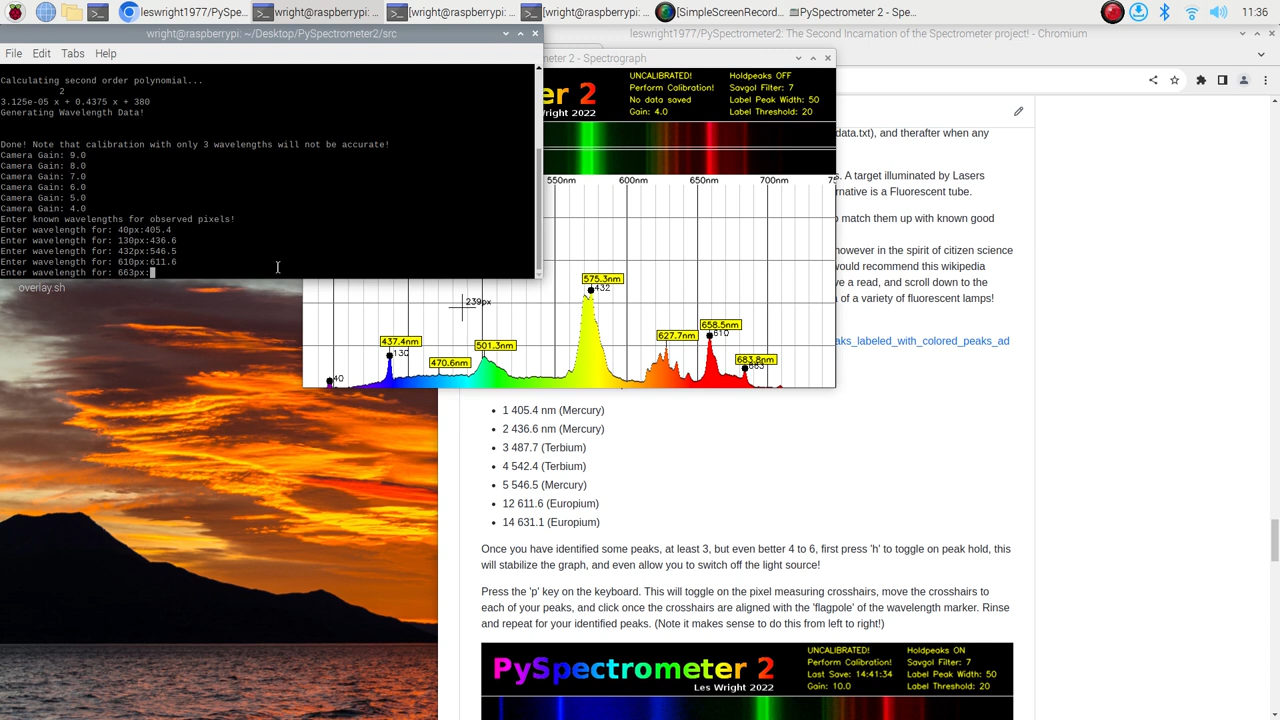 leswright1977/PySpectro...
wright@raspberrypi: ~/...
[wright@raspberrypi: ~...
[wright@raspberrypi: ~...
[SimpleScreenRecord...
PySpectrometer 2 - Spe...
11:3
wright@raspberrypi: ~/Desktop/PySpectrometer2/src
leswright1977/PySpectrometer2: The Second Incarnation of the Spectrometer project! - Chromium
File Edit Tabs Help
Calculating second order polynomial...
2
3.125e-05 x + 0.4375 x + 380
Generating Wavelength Data!
Done! Note that calibration with only 3 wavelengths will not be accurate!
Camera Gain: 9.0
Camera Gain: 8.0
Camera Gain: 7.0
Camera Gain: 6.0
Camera Gain: 5.0
Camera Gain: 4.0
Enter known wavelengths for observed pixels!
Enter wavelength for: 40px:405.4
Enter wavelength for: 130px:436.6
Enter wavelength for: 432px:546.5
Enter wavelength for: 610px:611.6
Enter wavelength for: 663px:
overlay.sh
meter 2 - Spectrograph
er 2
right 2022
UNCALIBRATED!
Perform Calibration!
No data saved
Gain: 4.0
Holdpeaks OFF
Savgol Filter: 7
Label Peak Width: 50
Label Threshold: 20
550nm 600nm 650nm 700nm 75
575.3nm
432
239px
437.4nm
130
470.6nm
501.3nm
627.7nm
658.5nm
610
683.8nm
663
40
data.txt), and therafter when any
s. A target illuminated by Lasers
rnative is a Fluorescent tube.
o match them up with known good
however in the spirit of citizen science
would recommend this wikipedia
ve a read, and scroll down to the
a of a variety of fluorescent lamps!
aks_labeled_with_colored_peaks_ad
1 405.4 nm (Mercury)
2 436.6 nm (Mercury)
3 487.7 (Terbium)
4 542.4 (Terbium)
5 546.5 (Mercury)
12 611.6 (Europium)
14 631.1 (Europium)
Once you have identified some peaks, at least 3, but even better 4 to 6, first press 'h' to toggle on peak hold, this
will stabilize the graph, and even allow you to switch off the light source!
Press the 'p' key on the keyboard. This will toggle on the pixel measuring crosshairs, move the crosshairs to
each of your peaks, and click once the crosshairs are aligned with the 'flagpole' of the wavelength marker. Rinse
and repeat for your identified peaks. (Note it makes sense to do this from left to right!)
PySpectrometer 2
Les Wright 2022
UNCALIBRATED!
Perform Calibration!
Last Save: 14:41:34
Gain: 10.0
Holdpeaks ON
Savgol Filter: 7
Label Peak Width: 50
Label Threshold: 20